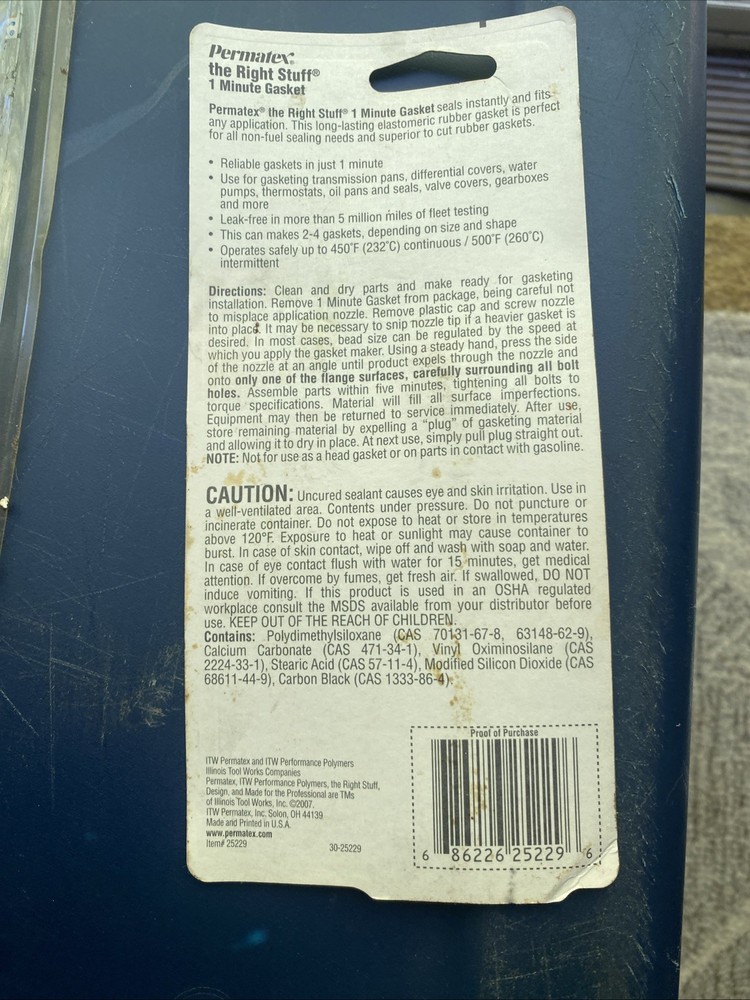 Permatex®
the Right Stuff®
1 Minute Gasket
Permatex® the Right Stuff® 1 Minute Gasket seals instantly and fits
any application. This long-lasting elastomeric rubber gasket is perfect
for all non-fuel sealing needs and superior to cut rubber gaskets.
• Reliable gaskets in just 1 minute
• Use for gasketing transmission pans, differential covers, water
pumps, thermostats, oil pans and seals, valve covers, gearboxes
and more
• Leak-free in more than 5 million miles of fleet testing
• This can makes 2-4 gaskets, depending on size and shape
• Operates safely up to 450˚F (232˚C) continuous / 500˚F (260˚C)
intermittent
Directions: Clean and dry parts and make ready for gasketing
installation. Remove 1 Minute Gasket from package, being careful not
to misplace application nozzle. Remove plastic cap and screw nozzle
into place. It may be necessary to snip nozzle tip if a heavier gasket is
desired. In most cases, bead size can be regulated by the speed at
which you apply the gasket maker. Using a steady hand, press the side
of the nozzle at an angle until product expels through the nozzle and
onto only one of the flange surfaces, carefully surrounding all bolt
holes. Assemble parts within five minutes, tightening all bolts to
torque specifications. Material will fill all surface imperfections.
Equipment may then be returned to service immediately. After use,
store remaining material by expelling a “plug” of gasketing material
and allowing it to dry in place. At next use, simply pull plug straight out.
NOTE: Not for use as a head gasket or on parts in contact with gasoline.
CAUTION: Uncured sealant causes eye and skin irritation. Use in
a well-ventilated area. Contents under pressure. Do not puncture or
incinerate container. Do not expose to heat or store in temperatures
above 120°F. Exposure to heat or sunlight may cause container to
burst. In case of skin contact, wipe off and wash with soap and water.
In case of eye contact flush with water for 15 minutes, get medical
attention. If overcome by fumes, get fresh air. If swallowed, DO NOT
induce vomiting. If this product is used in an OSHA regulated
workplace consult the MSDS available from your distributor before
use. KEEP OUT OF THE REACH OF CHILDREN.
Contains: Polydimethylsiloxane (CAS 70131-67-8, 63148-62-9),
Calcium Carbonate (CAS 471-34-1), Vinyl Oximinosilane (CAS
2224-33-1), Stearic Acid (CAS 57-11-4), Modified Silicon Dioxide (CAS
68611-44-9), Carbon Black (CAS 1333-86-4).
ITW Permatex and ITW Performance Polymers
Illinois Tool Works Companies
Permatex, ITW Performance Polymers, the Right Stuff,
Design, and Made for the Professional are TMs
of Illinois Tool Works, Inc. ©2007.
ITW Permatex, Inc. Solon, OH 44139
Made and Printed in U.S.A.
www.permatex.com
Item# 25229 30-25229
Proof of Purchase
6 86226 25229 6